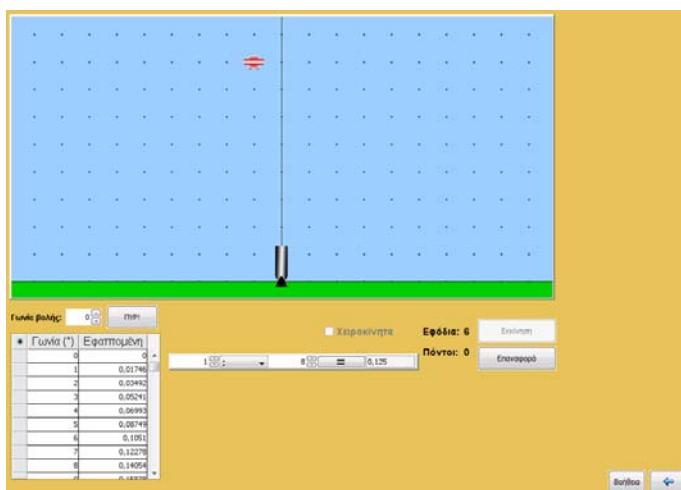 Γωνία βολής: 0 ΠΥΡ!
Χειροκίνητα Εφόδια: 6 Εκκίνηση
Πόντοι: 0 Επαναφορά
Γωνία (°) Εφαπτομένη
0 0
1 0,01746
2 0,03492
3 0,05241
4 0,06993
5 0,08749
6 0,1051
7 0,12278
8 0,14054
1 : 8 = 0,125
Βοήθεια